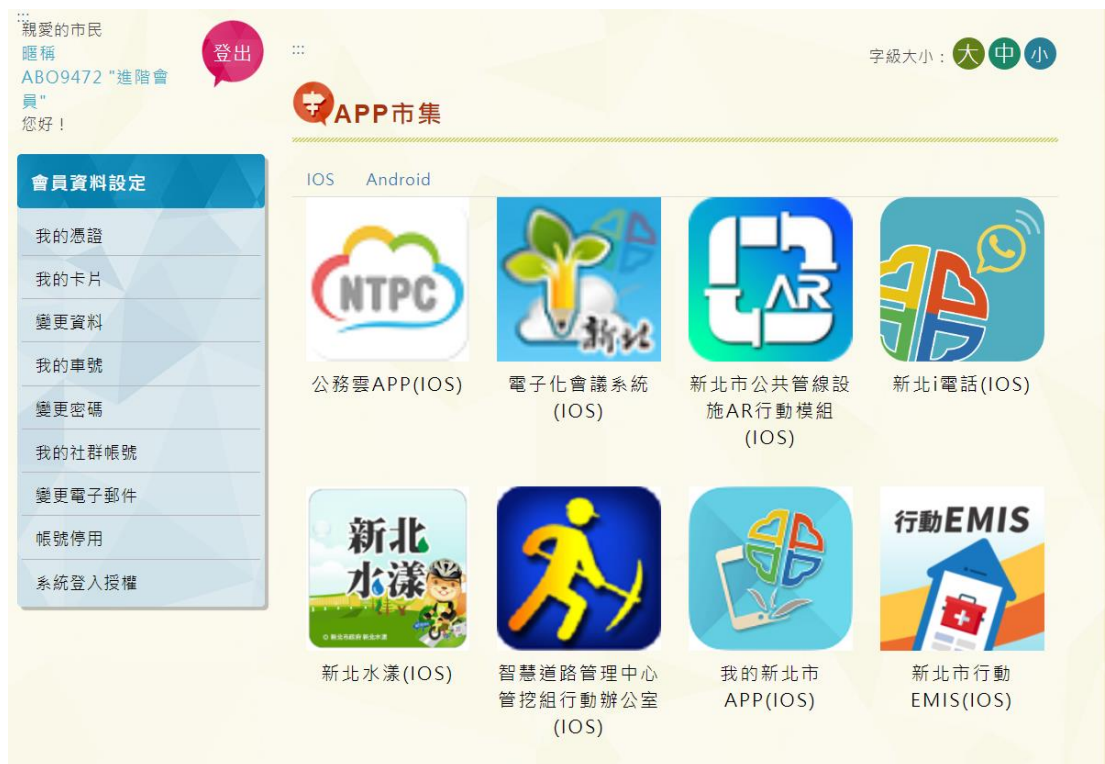 :::
親愛的市民
暱稱
ABO9472 "進階會
員"
您好！
登出
:::
字級大小：大 中 小
APP市集
會員資料設定
我的憑證
我的卡片
變更資料
我的車號
變更密碼
我的社群帳號
變更電子郵件
帳號停用
系統登入授權
IOS Android
NTPC
新北
AR
公務雲APP(IOS)
電子化會議系統
(IOS)
新北市公共管線設
施AR行動模組
(IOS)
新北i電話(IOS)
新北
水漾
行動EMIS
新北水漾(IOS)
智慧道路管理中心
管挖組行動辦公室
(IOS)
我的新北市
APP(IOS)
新北市行動
EMIS(IOS)